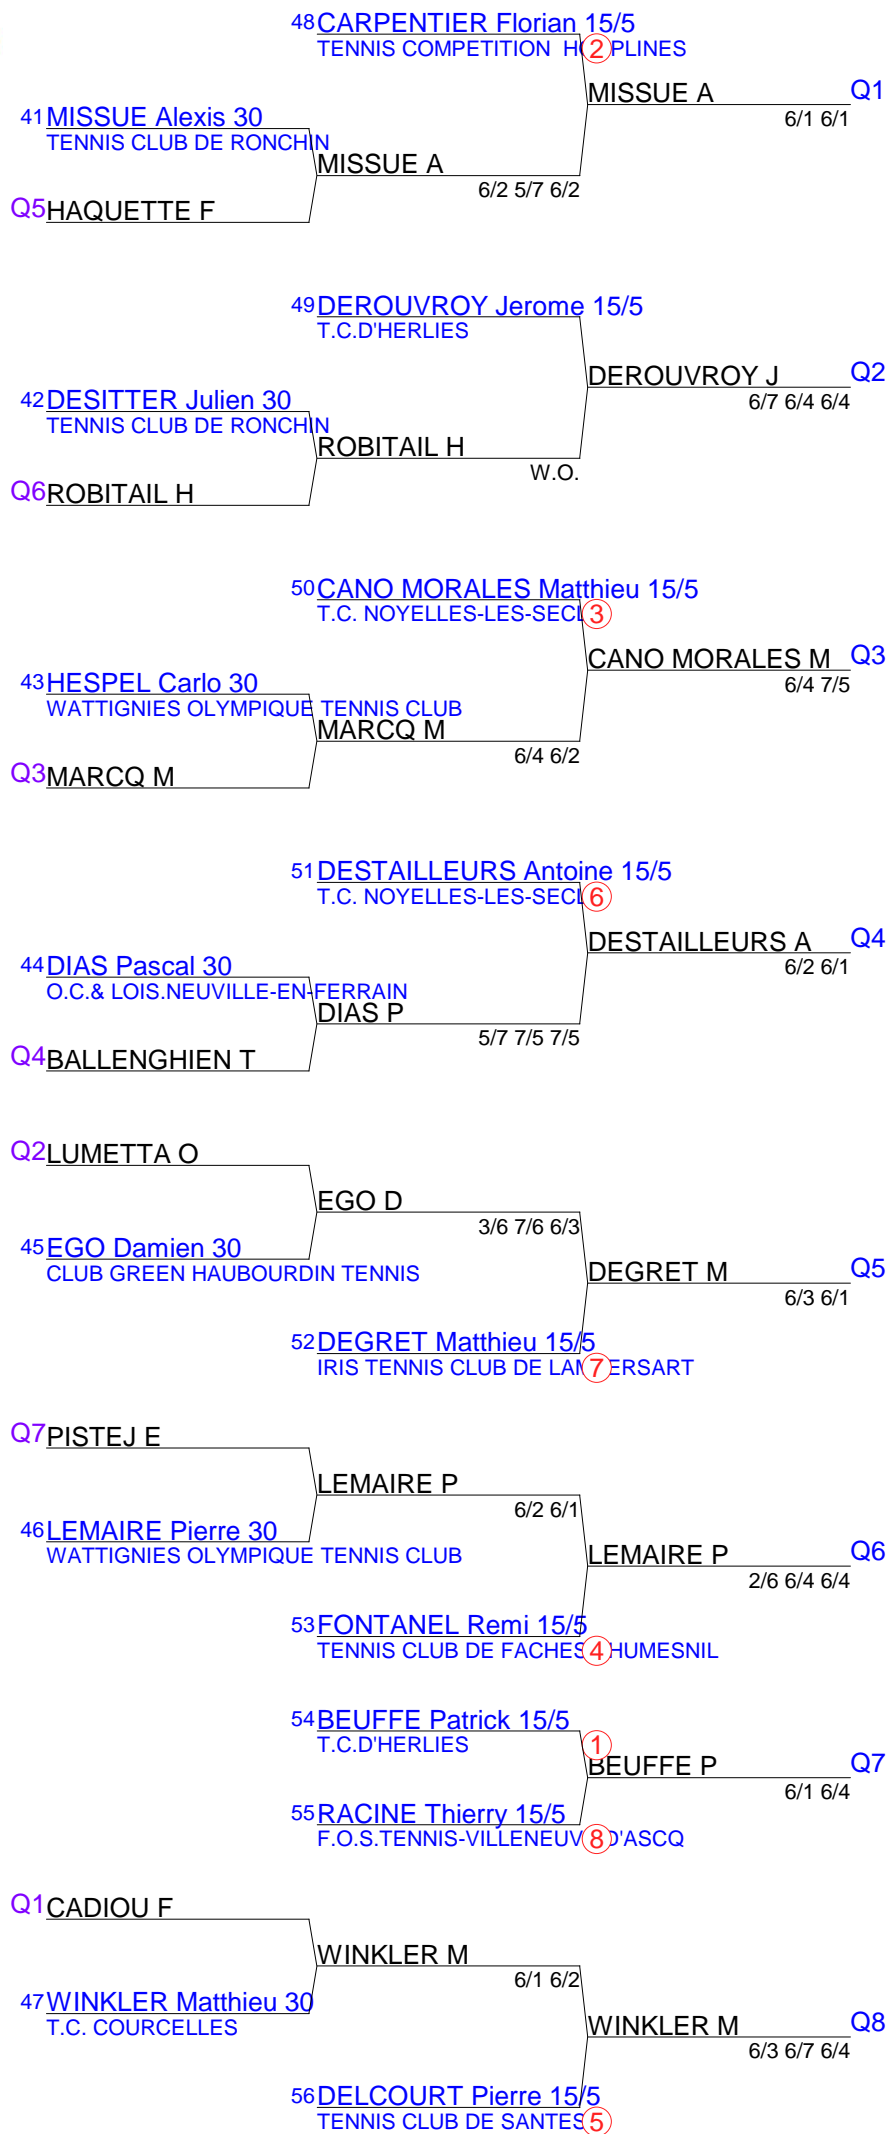 48 CARPENTIER Florian 15/5
TENNIS COMPETITION 2 PLINES
MISSUE A Q1
6/1 6/1
41 MISSUE Alexis 30
TENNIS CLUB DE RONCHIN
MISSUE A
6/2 5/7 6/2
Q5 HAQUETTE F
49 DEROUVROY Jerome 15/5
T.C.D'HERLIES
DEROUVROY J Q2
6/7 6/4 6/4
42 DESITTER Julien 30
TENNIS CLUB DE RONCHIN
ROBITAIL H
W.O.
Q6 ROBITAIL H
50 CANO MORALES Matthieu 15/5
T.C. NOYELLES-LES-SECL 3
CANO MORALES M Q3
6/4 7/5
43 HESPEL Carlo 30
WATTIGNIES OLYMPIQUE TENNIS CLUB
MARCQ M
6/4 6/2
Q3 MARCQ M
51 DESTAILLEURS Antoine 15/5
T.C. NOYELLES-LES-SECL 6
DESTAILLEURS A Q4
6/2 6/1
44 DIAS Pascal 30
O.C.& LOIS.NEUVILLE-EN-FERRAIN
DIAS P
5/7 7/5 7/5
Q4 BALLENGHIEN T
Q2 LUMETTA O
EGO D
3/6 7/6 6/3
45 EGO Damien 30
CLUB GREEN HAUBOURDIN TENNIS
DEGRET M Q5
6/3 6/1
52 DEGRET Matthieu 15/5
IRIS TENNIS CLUB DE LAM 7 ERSART
Q7 PISTEJ E
LEMAIRE P
6/2 6/1
46 LEMAIRE Pierre 30
WATTIGNIES OLYMPIQUE TENNIS CLUB
LEMAIRE P Q6
2/6 6/4 6/4
53 FONTANEL Remi 15/5
TENNIS CLUB DE FACHES 4 HUMESNIL
54 BEUFFE Patrick 15/5
T.C.D'HERLIES 1
BEUFFE P Q7
6/1 6/4
55 RACINE Thierry 15/5
F.O.S.TENNIS-VILLENEUV 8 D'ASCQ
Q1 CADIOU F
WINKLER M
6/1 6/2
47 WINKLER Matthieu 30
T.C. COURCELLES
WINKLER M Q8
6/3 6/7 6/4
56 DELCOURT Pierre 15/5
TENNIS CLUB DE SANTES 5